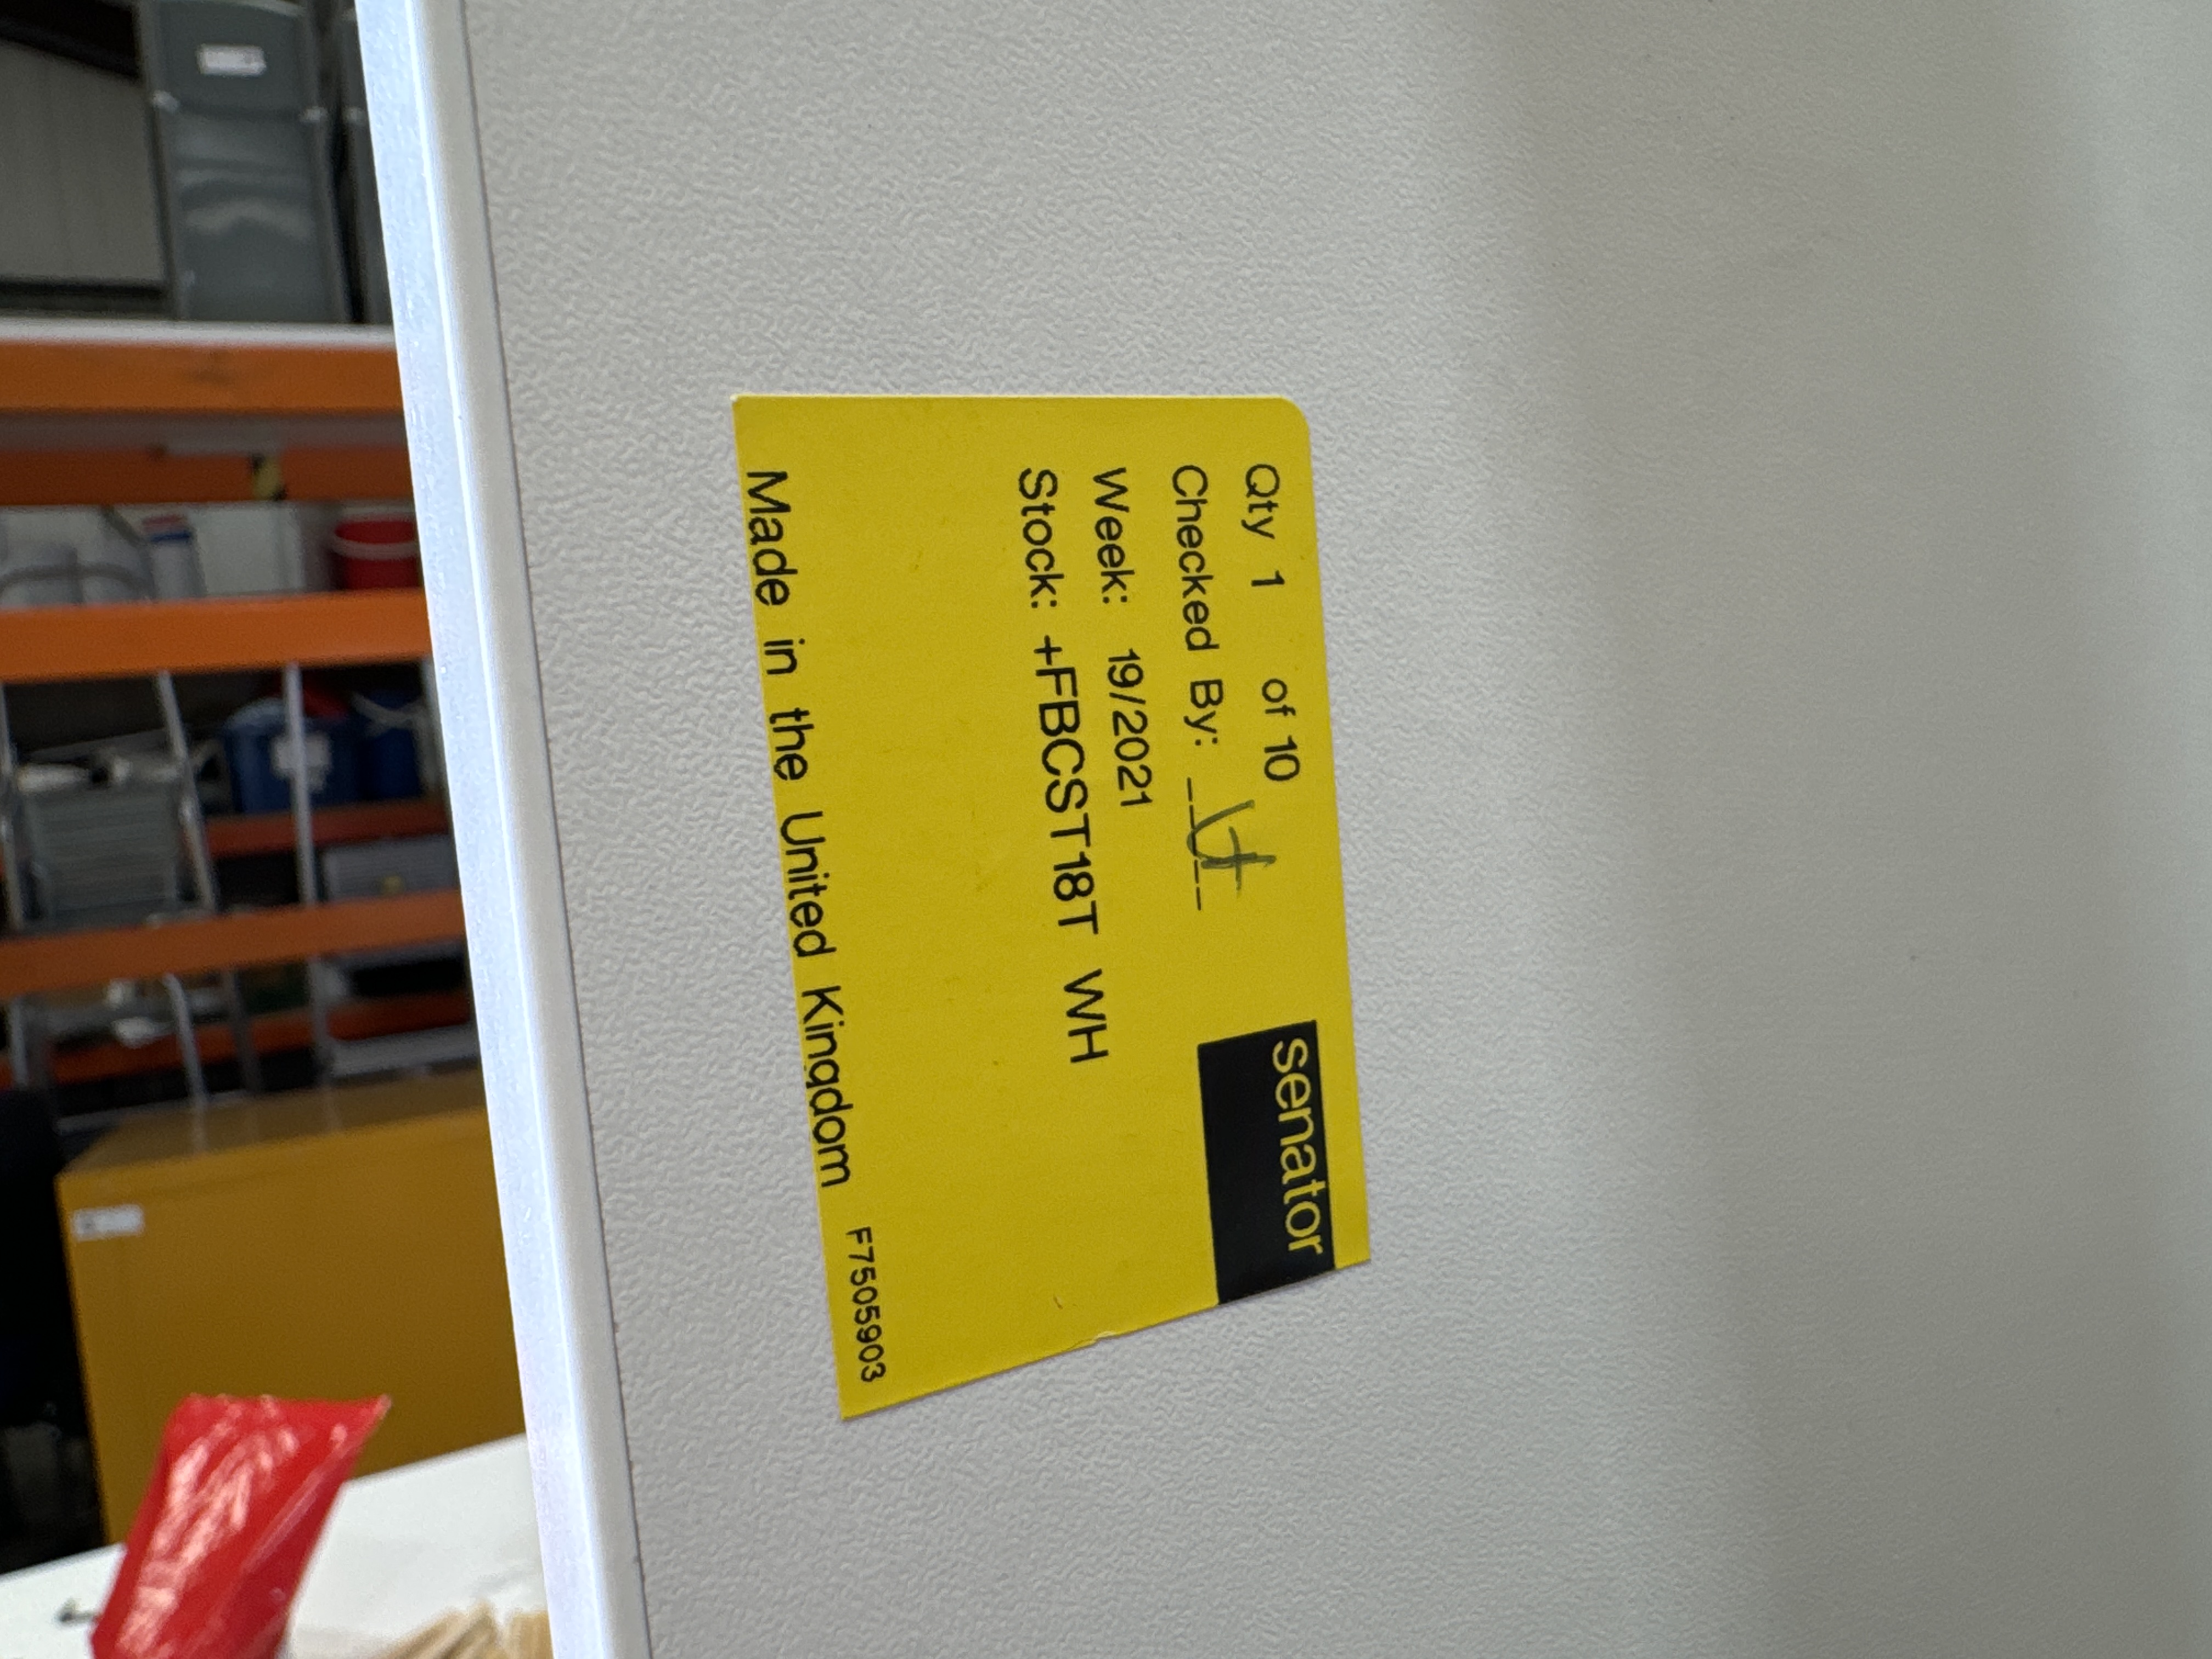 Qty 1 of 10
senator
Checked By:
Week: 19/2021
Stock: +FBCST18T WH
Made in the United Kingdom F7505903